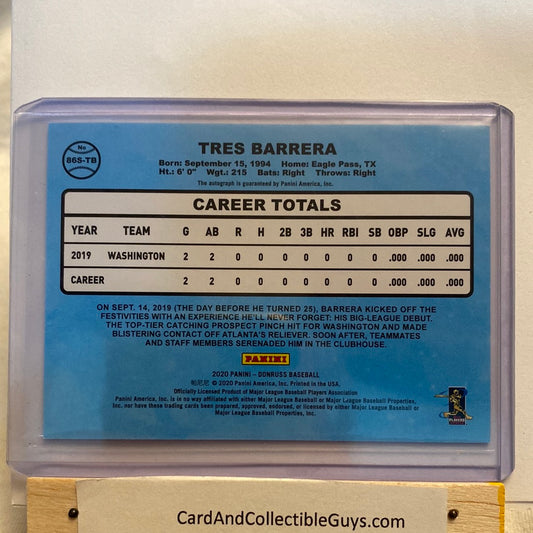 No
86S-TB
TRES BARRERA
Born: September 15, 1994 Home: Eagle Pass, TX
Ht.: 6' 0" Wgt.: 215 Bats: Right Throws: Right
The autograph is guaranteed by Panini America, Inc.
CAREER TOTALS
YEAR TEAM G AB R H 2B 3B HR RBI SB OBP SLG AVG
2019 WASHINGTON 2 2 0 0 0 0 0 0 0 .000 .000 .000
CAREER 2 2 0 0 0 0 0 0 0 .000 .000 .000
ON SEPT. 14, 2019 (THE DAY BEFORE HE TURNED 25), BARRERA KICKED OFF THE
FESTIVITIES WITH AN EXPERIENCE HE'LL NEVER FORGET: HIS BIG-LEAGUE DEBUT.
THE TOP-TIER CATCHING PROSPECT PINCH HIT FOR WASHINGTON AND MADE
BLISTERING CONTACT OFF ATLANTA'S RELIEVER. SOON AFTER, TEAMMATES
AND STAFF MEMBERS SERENADED HIM IN THE CLUBHOUSE.
PANINI
2020 PANINI – DONRUSS BASEBALL
帕尼尼 © 2020 Panini America, Inc. Printed in the USA.
Officially Licensed Product of Major League Baseball Players Association
Panini America, Inc. is in no way affiliated with either Major League Baseball or Major League Baseball Properties,
Inc. nor have these trading cards been prepared, approved, endorsed, or licensed by either Major League Baseball or
Major League Baseball Properties, Inc.
PLAYERS
CardAndCollectibleGuys.com